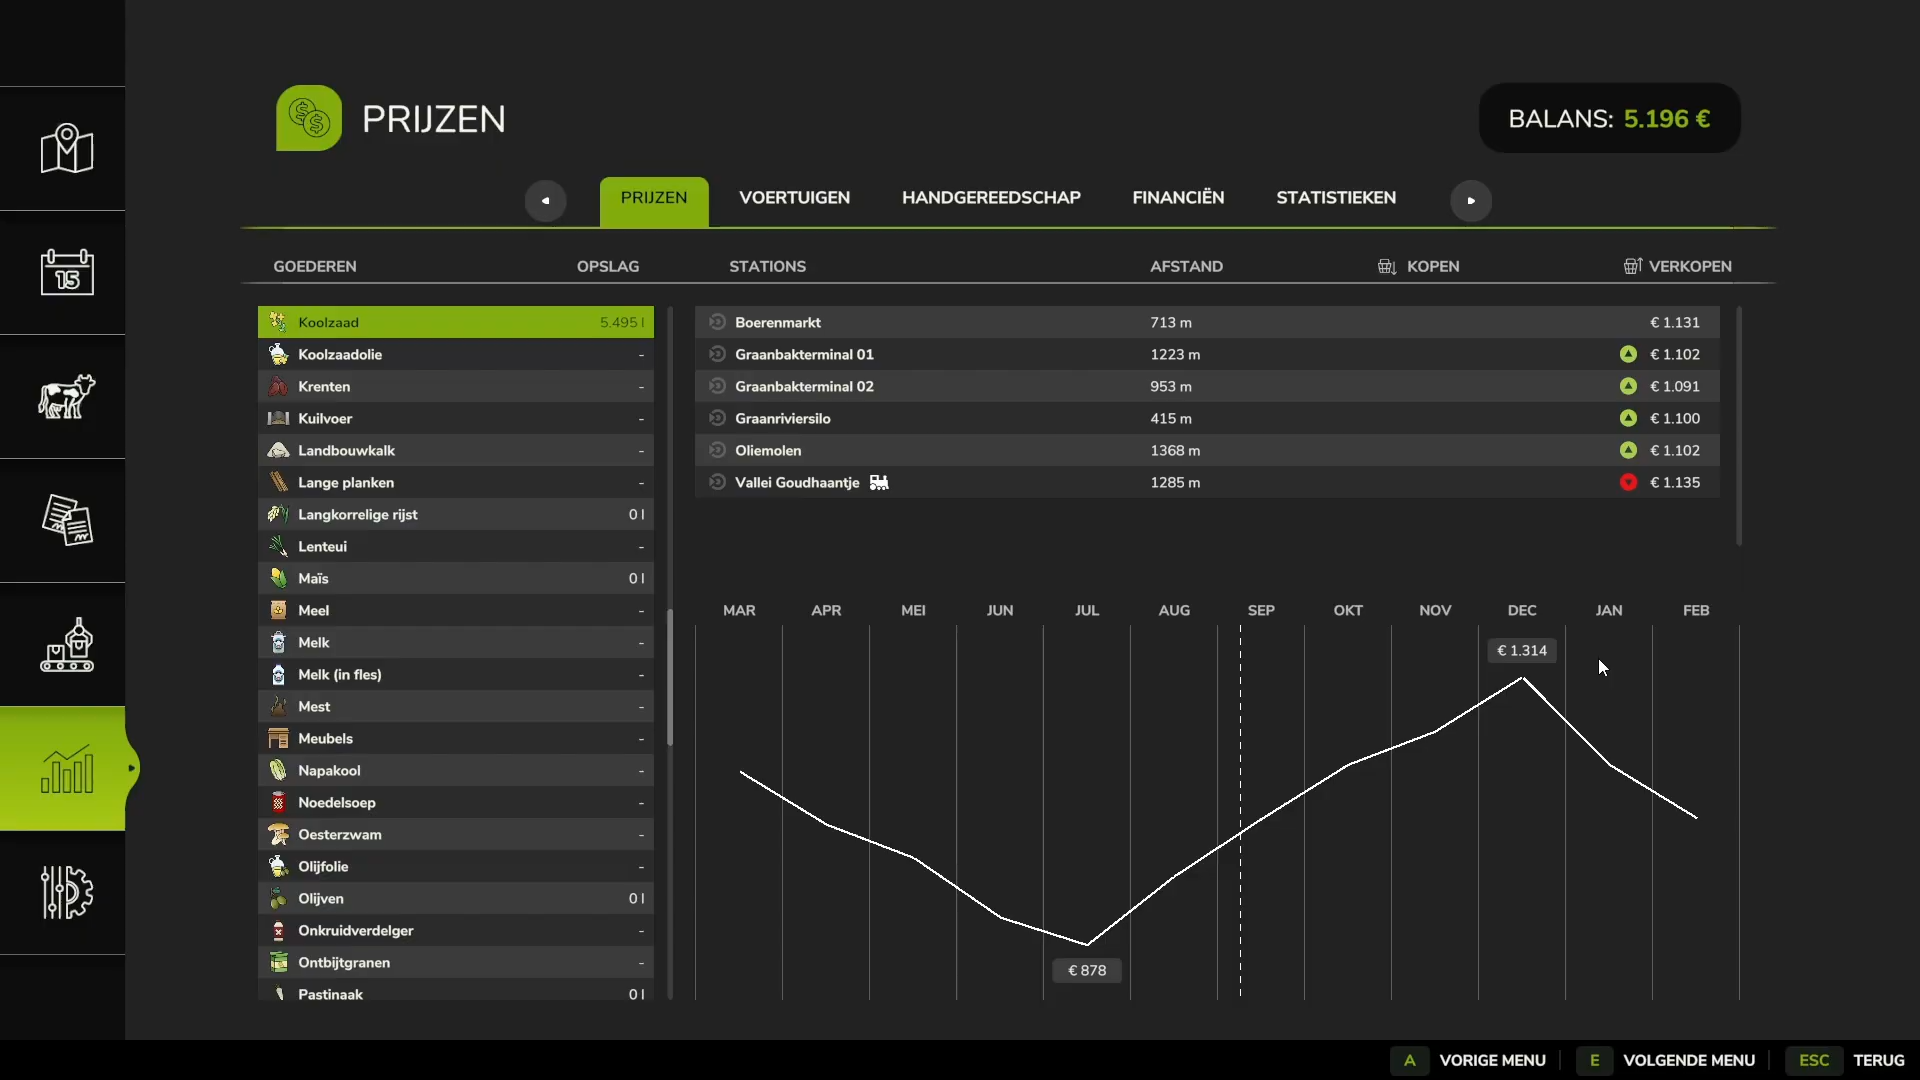 PRIJZEN
BALANS: 5.196 €
PRIJZEN VOERTUIGEN HANDGEREEDSCHAP FINANCIËN STATISTIEKEN
GOEDEREN OPSLAG STATIONS AFSTAND KOPEN VERKOPEN
15
Koolzaad 5.495 l
Koolzaadolie -
Krenten -
Kuilvoer -
Landbouwkalk -
Lange planken -
Langkorrelige rijst 0 l
Lenteui -
Maïs 0 l
Meel -
Melk -
Melk (in fles) -
Mest -
Meubels -
Napakool -
Noedelsoep -
Oesterzwam -
Olijfolie -
Olijven 0 l
Onkruidverdelger -
Ontbijtgranen -
Pastinaak 0 l
Boerenmarkt 713 m € 1.131
Graanbakterminal 01 1223 m € 1.102
Graanbakterminal 02 953 m € 1.091
Graanriviersilo 415 m € 1.100
Oliemolen 1368 m € 1.102
Vallei Goudhaantje 1285 m € 1.135
MAR APR MEI JUN JUL AUG SEP OKT NOV DEC JAN FEB
€ 1.314
€ 878
A VORIGE MENU E VOLGENDE MENU ESC TERUG